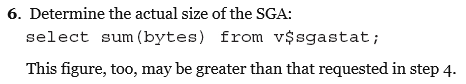 6. Determine the actual size of the SGA:
select sum(bytes) from v$sgastat;
This figure, too, may be greater than that requested in step 4.